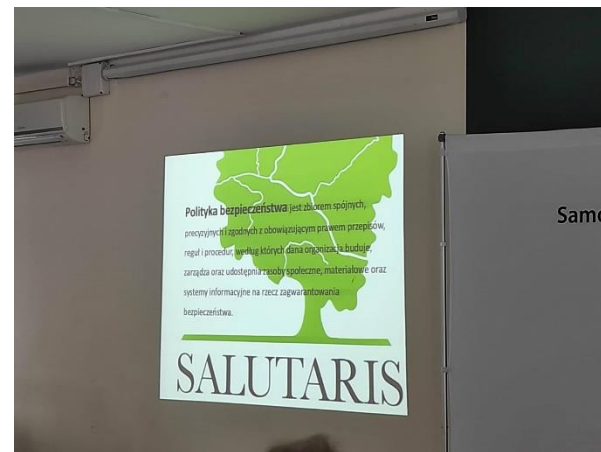 Polityka bezpieczeństwa jest zbiorem spójnych,
precyzyjnych i zgodnych z obowiązującym prawem przepisów,
reguł i procedur, według których dana organizacja buduje,
zarządza oraz udostępnia zasoby społeczne, materiałowe oraz
systemy informacyjne na rzecz zagwarantowania
bezpieczeństwa.
SALUTARIS
Samo